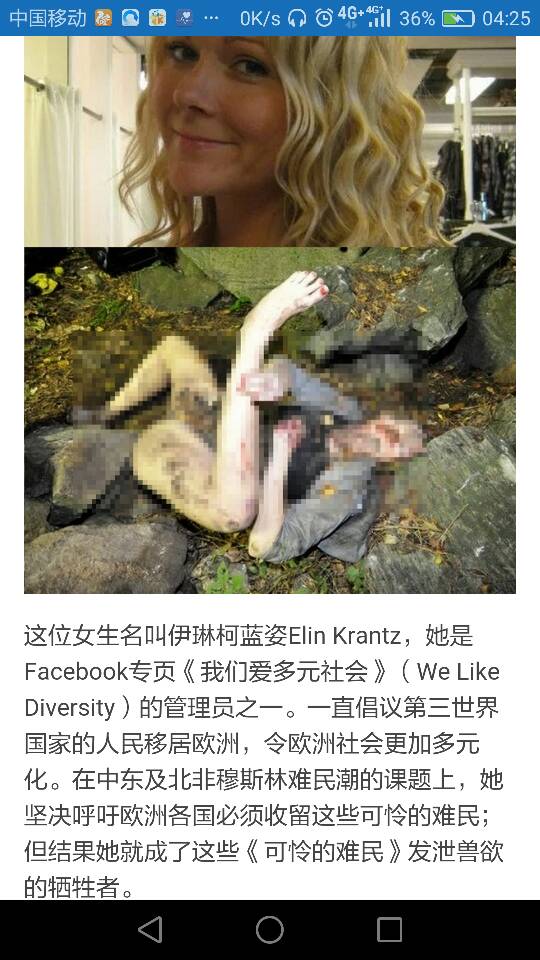 中国移动 ··· 0K/s 4G+ 4G+ 36% 04:25
这位女生名叫伊琳柯蓝姿Elin Krantz，她是
Facebook专页《我们爱多元社会》（We Like
Diversity）的管理员之一。一直倡议第三世界
国家的人民移居欧洲，令欧洲社会更加多元
化。在中东及北非穆斯林难民潮的课题上，她
坚决呼吁欧洲各国必须收留这些可怜的难民；
但结果她就成了这些《可怜的难民》发泄兽欲
的牺牲者。